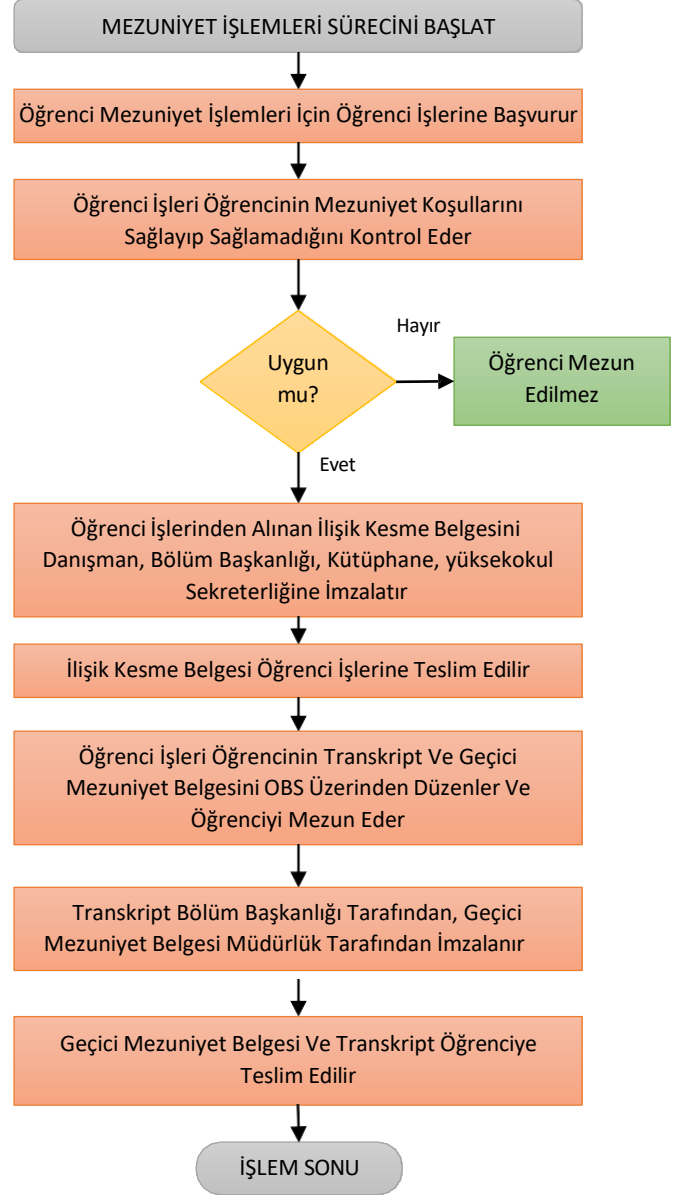 MEZUNİYET İŞLEMLERİ SÜRECİNİ BAŞLAT
Öğrenci Mezuniyet İşlemleri İçin Öğrenci İşlerine Başvurur
Öğrenci İşleri Öğrencinin Mezuniyet Koşullarını
Sağlayıp Sağlamadığını Kontrol Eder
Uygun
mu?
Hayır
Öğrenci Mezun
Edilmez
Evet
Öğrenci İşlerinden Alınan İlişik Kesme Belgesini
Danışman, Bölüm Başkanlığı, Kütüphane, yüksekokul
Sekreterliğine İmzalatır
İlişik Kesme Belgesi Öğrenci İşlerine Teslim Edilir
Öğrenci İşleri Öğrencinin Transkript Ve Geçici
Mezuniyet Belgesini OBS Üzerinden Düzenler Ve
Öğrenciyi Mezun Eder
Transkript Bölüm Başkanlığı Tarafından, Geçici
Mezuniyet Belgesi Müdürlük Tarafından İmzalanır
Geçici Mezuniyet Belgesi Ve Transkript Öğrenciye
Teslim Edilir
İŞLEM SONU